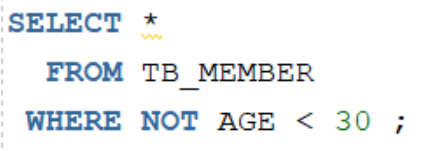 SELECT *
FROM TB_MEMBER
WHERE NOT AGE < 30 ;